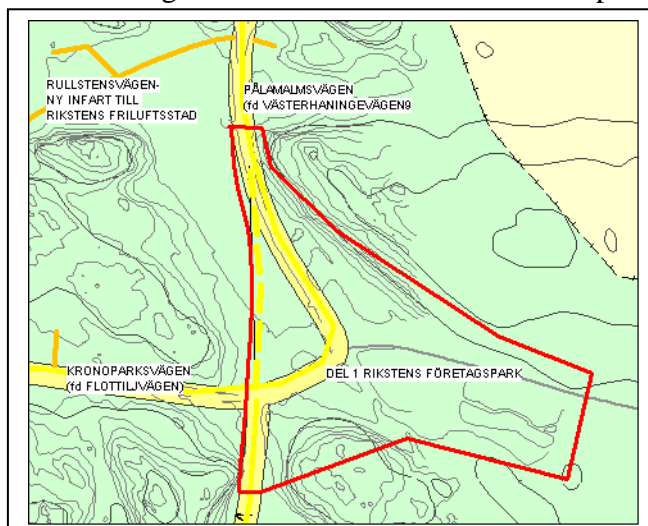 RULLSTENSVÄGEN-
NY INFART TILL
RIKSTENS FRILUFTSSTAD
PÅLAMALMSVÄGEN
(fd VÄSTERHANINGEVÄGEN9
KRONOPARKSVÄGEN
(fd FLOTTILJVÄGEN)
DEL 1 RIKSTENS FÖRETAGSPARK